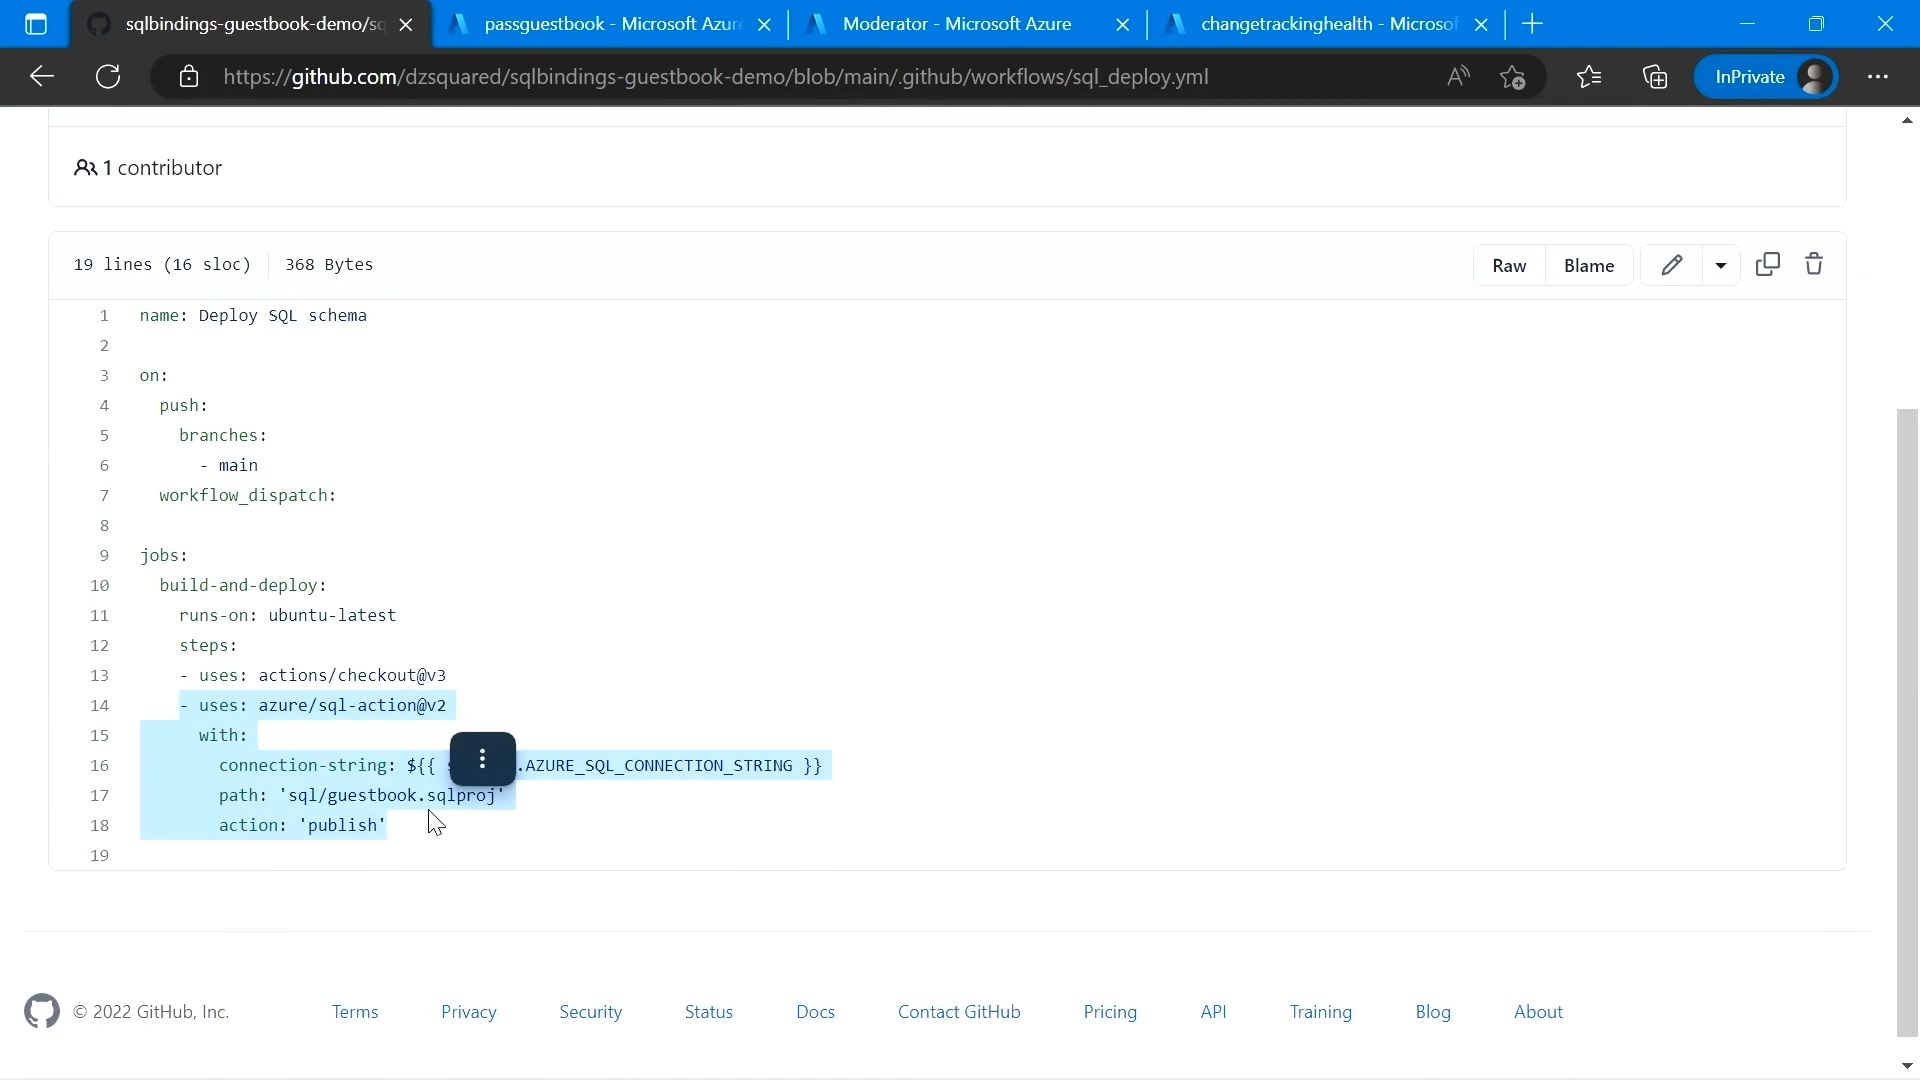 sqlbindings-guestbook-demo/sq
passguestbook - Microsoft Azure
Moderator - Microsoft Azure
changetrackinghealth - Microsof
https://github.com/dzsquared/sqlbindings-guestbook-demo/blob/main/.github/workflows/sql_deploy.yml
InPrivate
1 contributor
19 lines (16 sloc)
368 Bytes
Raw
Blame
1 name: Deploy SQL schema
2
3 on:
4 push:
5 branches:
6 - main
7 workflow_dispatch:
8
9 jobs:
10 build-and-deploy:
11 runs-on: ubuntu-latest
12 steps:
13 - uses: actions/checkout@v3
14 - uses: azure/sql-action@v2
15 with:
16 connection-string: ${{ .AZURE_SQL_CONNECTION_STRING }}
17 path: 'sql/guestbook.sqlproj'
18 action: 'publish'
19
© 2022 GitHub, Inc.
Terms
Privacy
Security
Status
Docs
Contact GitHub
Pricing
API
Training
Blog
About